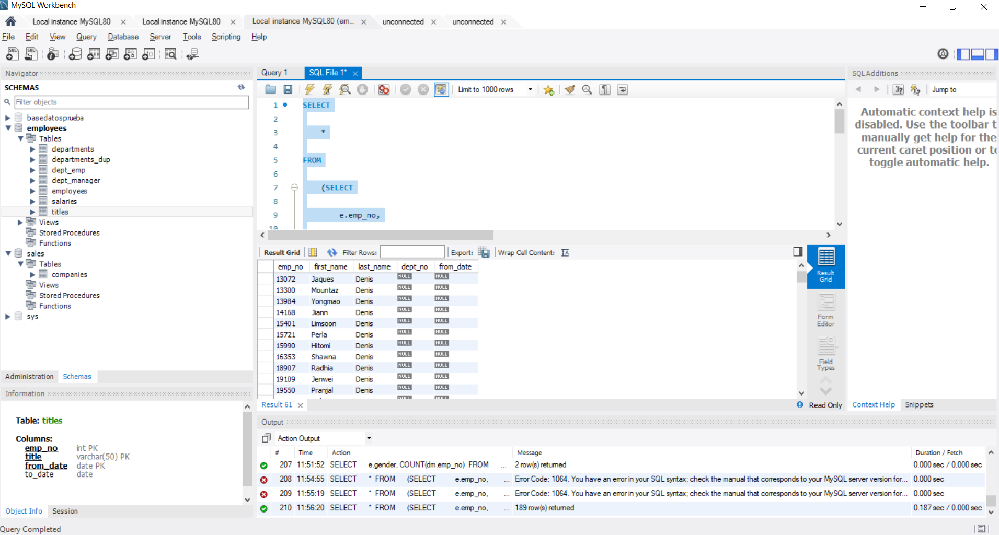 MySQL Workbench
Local instance MySQL80
Local instance MySQL80
Local instance MySQL80 (em...
unconnected
unconnected
File Edit View Query Database Server Tools Scripting Help
Navigator
SCHEMAS
Filter objects
basedatosprueba
employees
Tables
departments
departments_dup
dept_emp
dept_manager
employees
salaries
titles
Views
Stored Procedures
Functions
sales
Tables
companies
Views
Stored Procedures
Functions
sys
Administration Schemas
Information
Table: titles
Columns:
emp_no int PK
title varchar(50) PK
from_date date PK
to_date date
Object Info Session
Query 1 SQL File 1*
Limit to 1000 rows
1 SELECT
2
3 *
4
5 FROM
6
7 (SELECT
8
9 e.emp_no,
10
Result Grid Filter Rows: Export: Wrap Cell Content:
emp_no first_name last_name dept_no from_date
13072 Jaques Denis NULL NULL
13300 Mountaz Denis NULL NULL
13984 Yongmao Denis NULL NULL
14168 Jiann Denis NULL NULL
15401 Limsoon Denis NULL NULL
15721 Perla Denis NULL NULL
15990 Hitomi Denis NULL NULL
16353 Shawna Denis NULL NULL
18907 Radhia Denis NULL NULL
19109 Jenwei Denis NULL NULL
19550 Pranjal Denis NULL NULL
NULL NULL
Result Grid
Form Editor
Field Types
Result 61
Read Only
SQLAdditions
Jump to
Automatic context help is
disabled. Use the toolbar t
manually get help for the
current caret position or to
toggle automatic help.
Context Help Snippets
Output
Action Output
# Time Action Message Duration / Fetch
207 11:51:52 SELECT e.gender, COUNT(dm.emp_no) FROM ... 2 row(s) returned 0.000 sec / 0.000 sec
208 11:54:55 SELECT * FROM (SELECT e.emp_no, ... Error Code: 1064. You have an error in your SQL syntax; check the manual that corresponds to your MySQL server version for... 0.000 sec
209 11:55:19 SELECT * FROM (SELECT e.emp_no, ... Error Code: 1064. You have an error in your SQL syntax; check the manual that corresponds to your MySQL server version for... 0.000 sec
210 11:56:20 SELECT * FROM (SELECT e.emp_no, ... 189 row(s) returned 0.187 sec / 0.000 sec
Query Completed